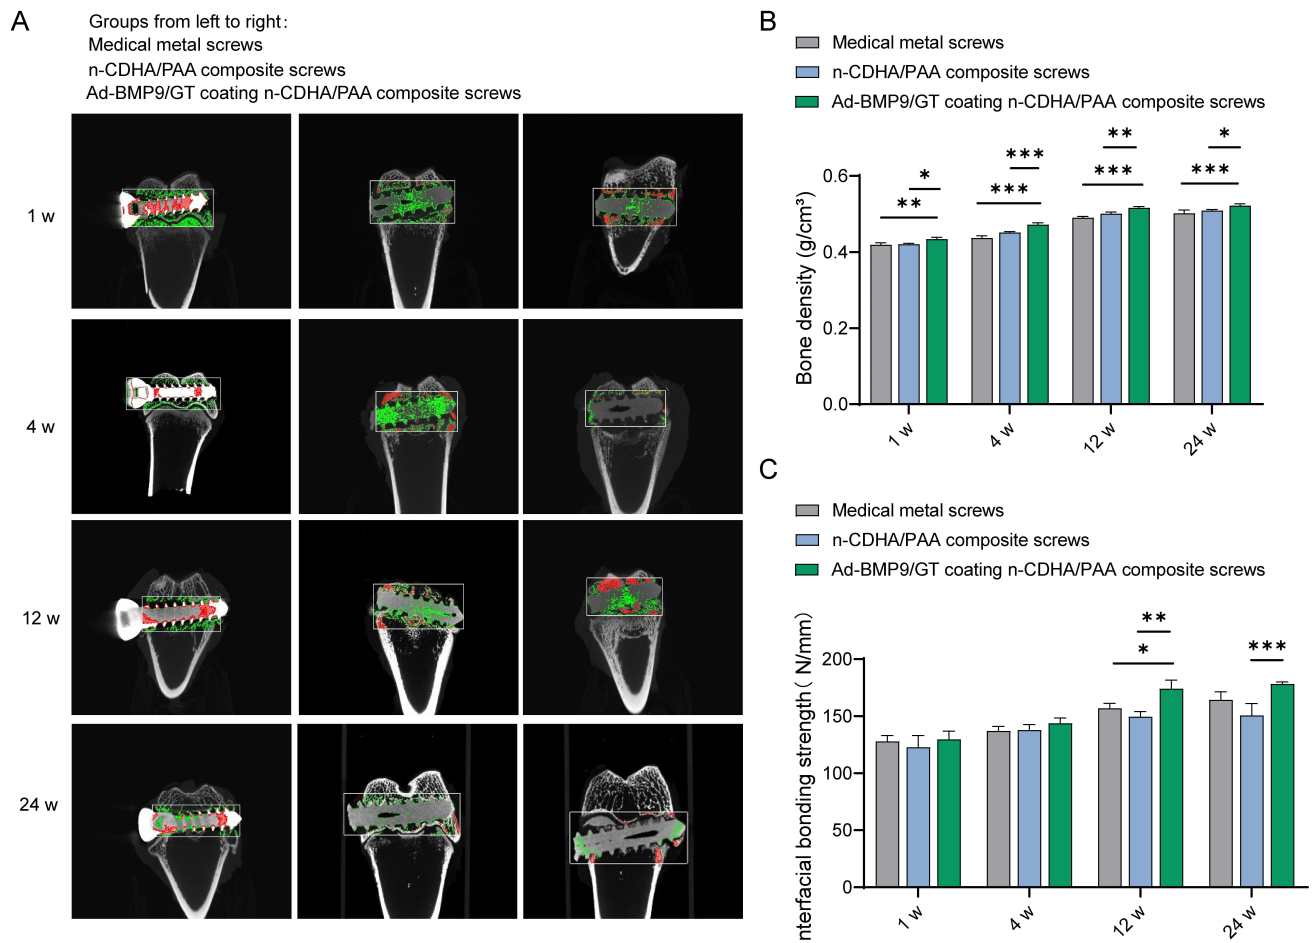 A
Groups from left to right:
Medical metal screws
n-CDHA/PAA composite screws
Ad-BMP9/GT coating n-CDHA/PAA composite screws
1 w
4 w
12 w
24 w
B
Medical metal screws
n-CDHA/PAA composite screws
Ad-BMP9/GT coating n-CDHA/PAA composite screws
** *
*** ***
* ***
**
0.6
0.4
0.2
0.0
Bone density (g/cm³)
1 w
4 w
12 w
24 w
C
Medical metal screws
n-CDHA/PAA composite screws
Ad-BMP9/GT coating n-CDHA/PAA composite screws
**
* ***
200
150
100
50
0
nterfacial bonding strength( N/mm)
1 w
4 w
12 w
24 w